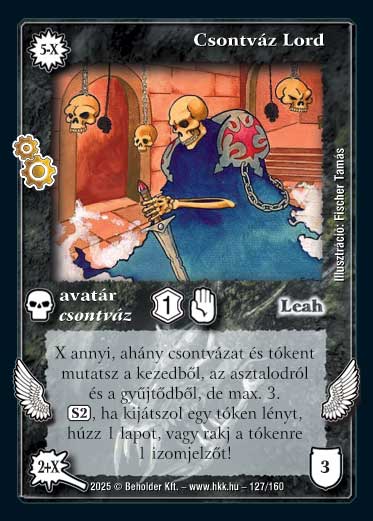 5-X
Csontváz Lord
Illusztráció: Fischer Tamás
avatár
csontváz
1
Leah
X annyi, ahány csontvázat és tókent
mutatsz a kezedből, az asztalodról
és a gyűjtődből, de max. 3.
S2, ha kijátszol egy tóken lényt,
húzz 1 lapot, vagy rakj a tókenre
1 izomjelzőt!
2+X
3
2025 © Beholder Kft. – www.hkk.hu – 127/160